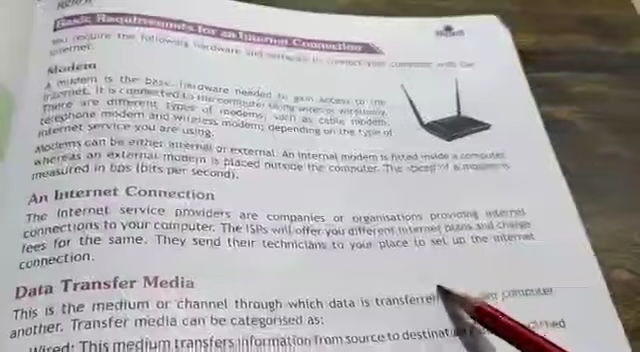 Basic Requirements for an Internet Connection
You require the following hardware and software to connect your computer with the
Internet.
Modem
A modem is the basic hardware needed to gain access to the
Internet. It is connected to the computer using wires or wirelessly.
There are different types of modems, such as cable modem,
telephone modem and wireless modem, depending on the type of
Internet service you are using.
Modems can be either internal or external. An internal modem is fitted inside a computer
whereas an external modem is placed outside the computer. The speed of a modem is
measured in bps (bits per second).
An Internet Connection
The Internet service providers are companies or organisations providing Internet
connections to your computer. The ISPs will offer you different Internet plans and charge
fees for the same. They send their technicians to your place to set up the Internet
connection.
Data Transfer Media
This is the medium or channel through which data is transferred computer
another. Transfer media can be categorised as:
Wired: This medium transfers information from source to destination